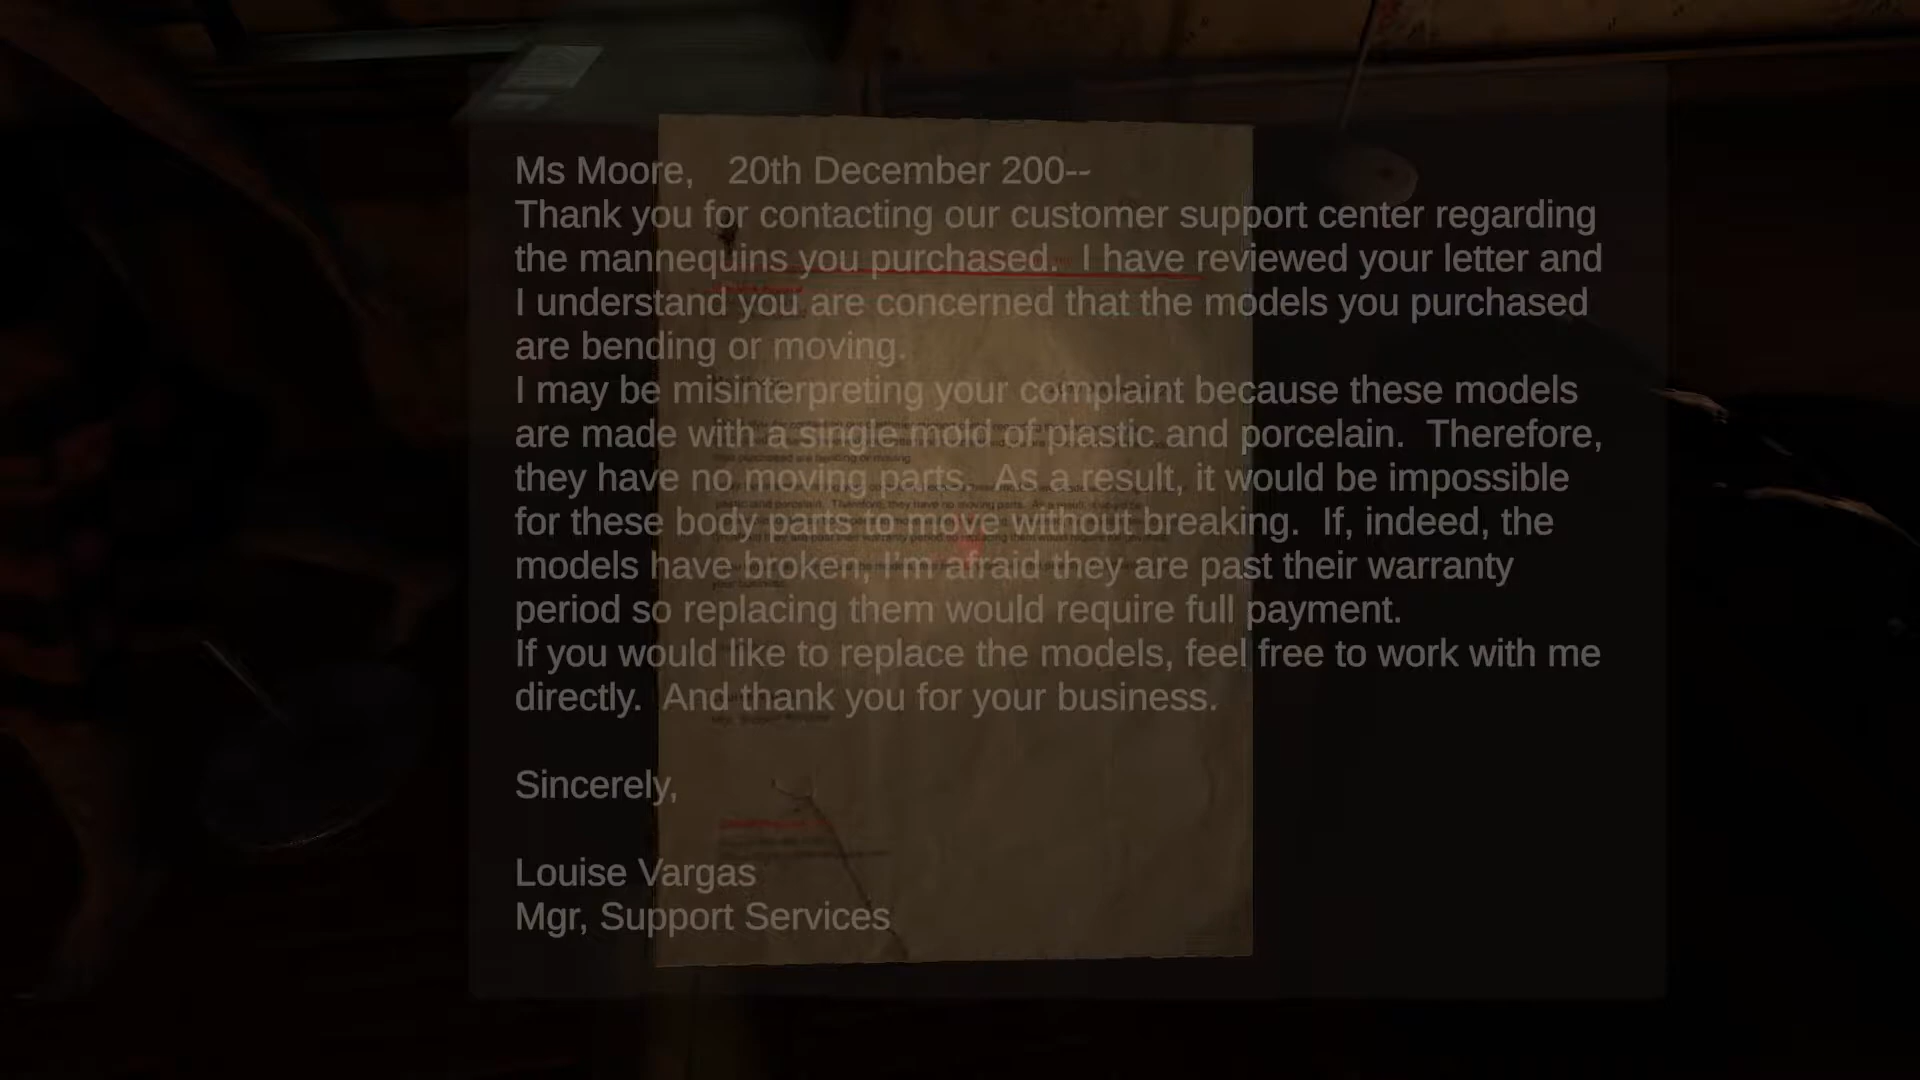 Ms Moore,   20th December 200--
Thank you for contacting our customer support center regarding
the mannequins you purchased.  I have reviewed your letter and
I understand you are concerned that the models you purchased
are bending or moving.
I may be misinterpreting your complaint because these models
are made with a single mold of plastic and porcelain.  Therefore,
they have no moving parts.  As a result, it would be impossible
for these body parts to move without breaking.  If, indeed, the
models have broken, I'm afraid they are past their warranty
period so replacing them would require full payment.
If you would like to replace the models, feel free to work with me
directly.  And thank you for your business.
Sincerely,
Louise Vargas
Mgr, Support Services